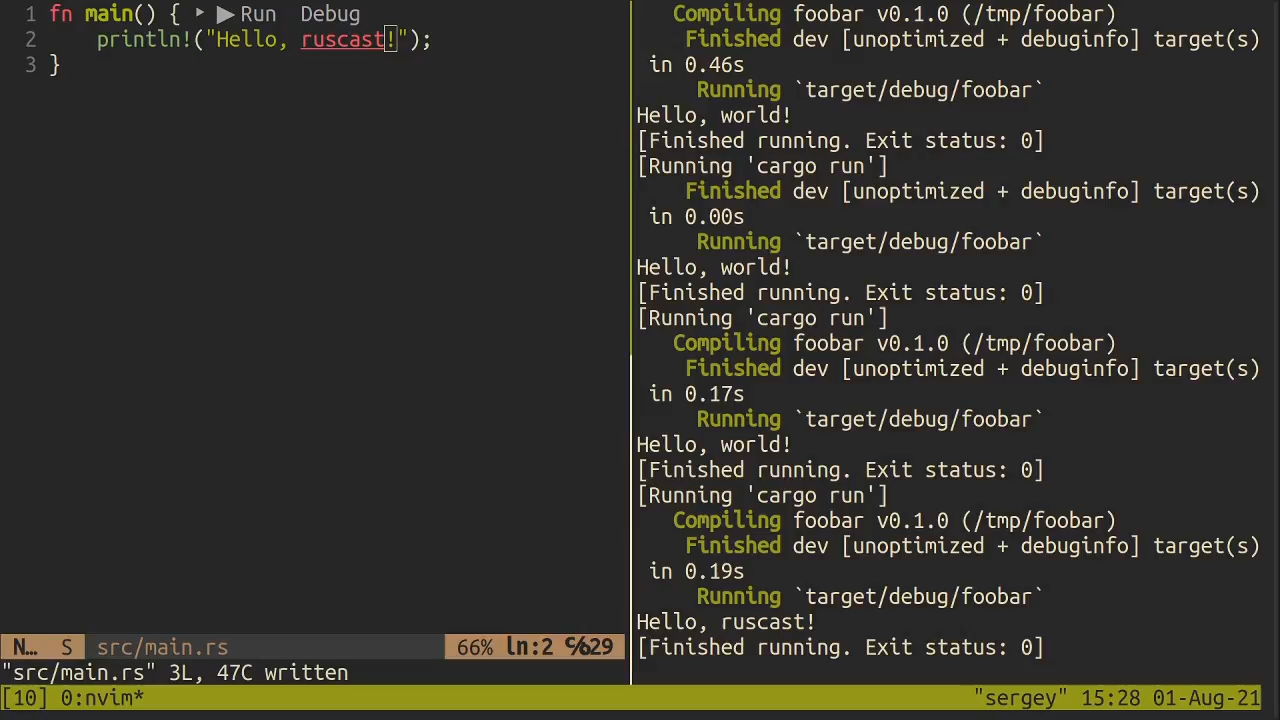 1 fn main() { ‣ ▶ Run  Debug
2     println!("Hello, ruscast!");
3 }
N…  S  src/main.rs  66% ln:2 ℅29
"src/main.rs" 3L, 47C written
   Compiling foobar v0.1.0 (/tmp/foobar)
    Finished dev [unoptimized + debuginfo] target(s)
 in 0.46s
     Running `target/debug/foobar`
Hello, world!
[Finished running. Exit status: 0]
[Running 'cargo run']
    Finished dev [unoptimized + debuginfo] target(s)
 in 0.00s
     Running `target/debug/foobar`
Hello, world!
[Finished running. Exit status: 0]
[Running 'cargo run']
   Compiling foobar v0.1.0 (/tmp/foobar)
    Finished dev [unoptimized + debuginfo] target(s)
 in 0.17s
     Running `target/debug/foobar`
Hello, world!
[Finished running. Exit status: 0]
[Running 'cargo run']
   Compiling foobar v0.1.0 (/tmp/foobar)
    Finished dev [unoptimized + debuginfo] target(s)
 in 0.19s
     Running `target/debug/foobar`
Hello, ruscast!
[Finished running. Exit status: 0]
[10] 0:nvim*  "sergey" 15:28 01-Aug-21